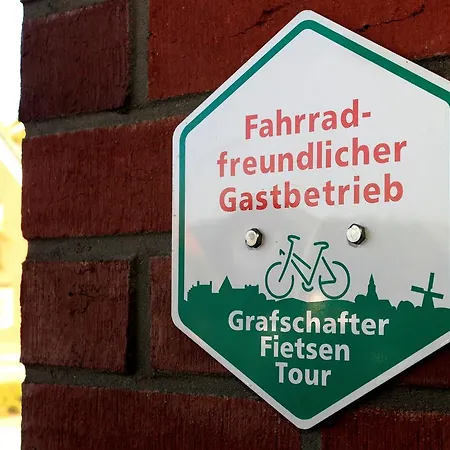 Fahrrad-
freundlicher
Gastbetrieb
Grafschafter
Fietsen
Tour